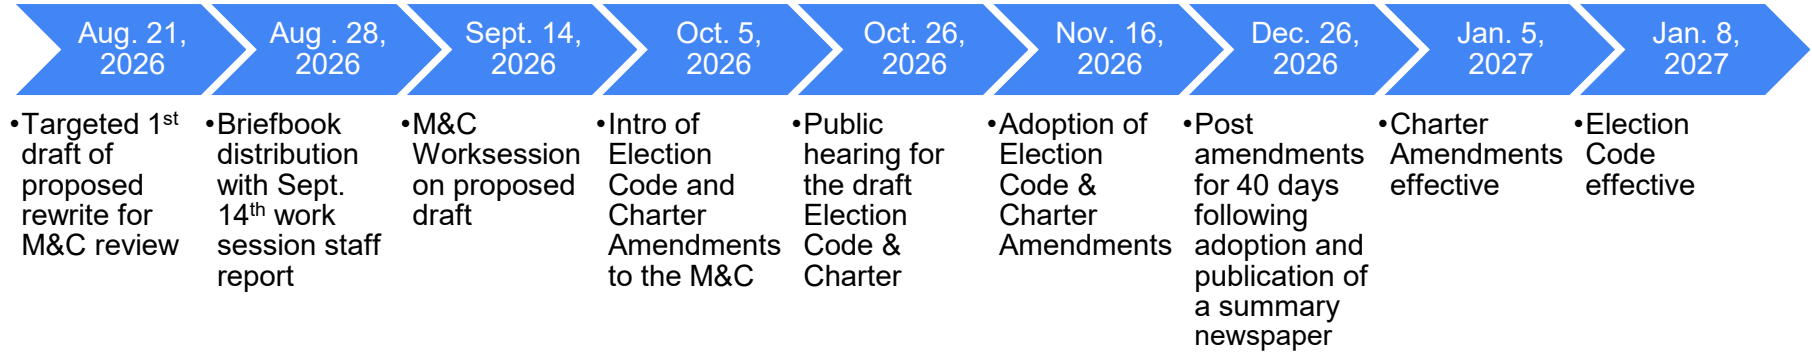 Aug. 21,
2026
Aug . 28,
2026
Sept. 14,
2026
Oct. 5,
2026
Oct. 26,
2026
Nov. 16,
2026
Dec. 26,
2026
Jan. 5,
2027
Jan. 8,
2027
•Targeted 1st
draft of
proposed
rewrite for
M&C review
•Briefbook
distribution
with Sept.
14th work
session staff
report
•M&C
Worksession
on proposed
draft
•Intro of
Election
Code and
Charter
Amendments
to the M&C
•Public
hearing for
the draft
Election
Code &
Charter
•Adoption of
Election
Code &
Charter
Amendments
•Post
amendments
for 40 days
following
adoption and
publication of
a summary
newspaper
•Charter
Amendments
effective
•Election
Code
effective